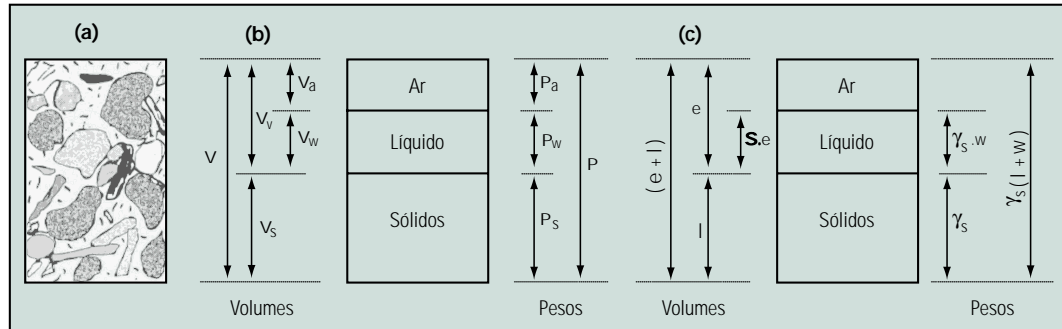 (a)
(b)
(c)
V
Vv
Va
Vw
Vs
Ar
Líquido
Sólidos
Volumes
Pa
Pw
Ps
P
Pesos
(e + l)
e
S.e
l
Volumes
Ar
Líquido
Sólidos
γs.w
γs
γs(l + w)
Pesos